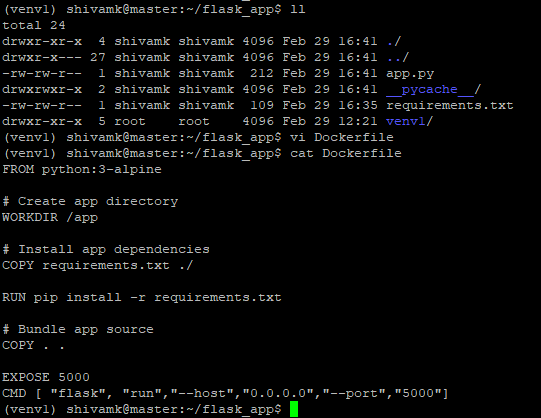 (venv1) shivamk@master:~/flask_app$ ll
total 24
drwxr-xr-x  4 shivamk shivamk 4096 Feb 29 16:41 ./
drwxr-x--- 27 shivamk shivamk 4096 Feb 29 16:41 ../
-rw-rw-r--  1 shivamk shivamk  212 Feb 29 16:41 app.py
drwxrwxr-x  2 shivamk shivamk 4096 Feb 29 16:41 __pycache__/
-rw-rw-r--  1 shivamk shivamk  109 Feb 29 16:35 requirements.txt
drwxr-xr-x  5 root    root    4096 Feb 29 12:21 venv1/
(venv1) shivamk@master:~/flask_app$ vi Dockerfile
(venv1) shivamk@master:~/flask_app$ cat Dockerfile
FROM python:3-alpine

# Create app directory
WORKDIR /app

# Install app dependencies
COPY requirements.txt ./

RUN pip install -r requirements.txt

# Bundle app source
COPY . .

EXPOSE 5000
CMD [ "flask", "run","--host","0.0.0.0","--port","5000"]
(venv1) shivamk@master:~/flask_app$